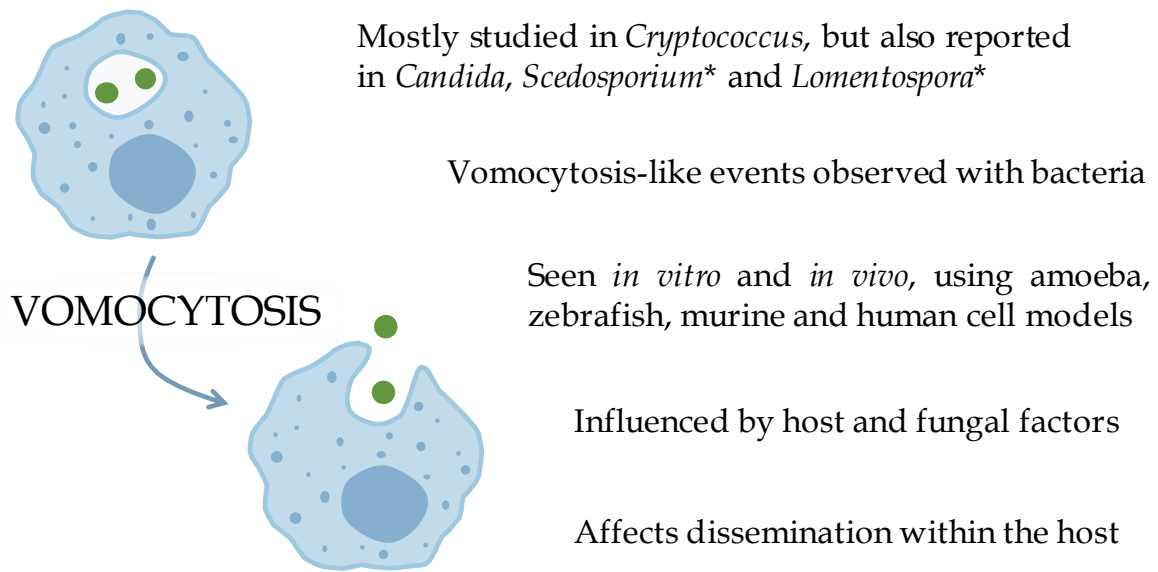 Mostly studied in Cryptococcus, but also reported
in Candida, Scedosporium* and Lomentospora*
Vomocytosis-like events observed with bacteria
Seen in vitro and in vivo, using amoeba,
zebrafish, murine and human cell models
VOMOCYTOSIS
Influenced by host and fungal factors
Affects dissemination within the host